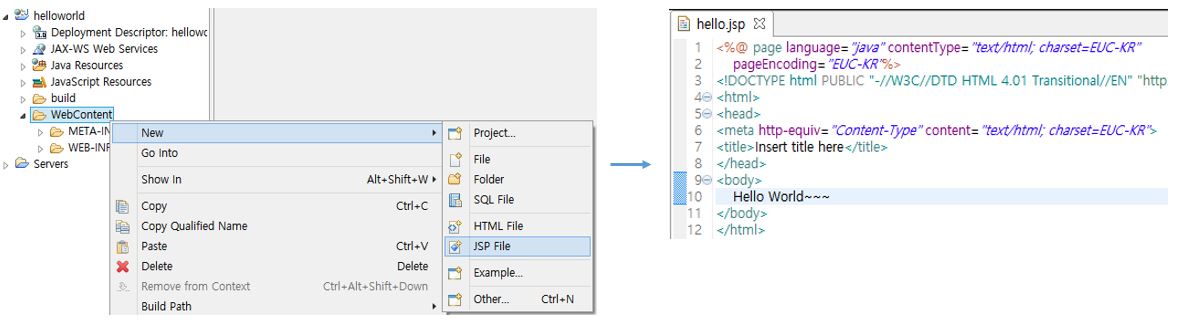 helloworld
Deployment Descriptor: hellowc
JAX-WS Web Services
Java Resources
JavaScript Resources
build
WebContent
META-IN
WEB-INF
Servers
New
Go Into
Show In Alt+Shift+W
Copy Ctrl+C
Copy Qualified Name
Paste Ctrl+V
Delete Delete
Remove from Context Ctrl+Alt+Shift+Down
Build Path
Project...
File
Folder
SQL File
HTML File
JSP File
Example...
Other... Ctrl+N
hello.jsp
1 <%@ page language="java" contentType="text/html; charset=EUC-KR"
2 pageEncoding="EUC-KR"%>
3 <!DOCTYPE html PUBLIC "-//W3C//DTD HTML 4.01 Transitional//EN" "http
4 <html>
5 <head>
6 <meta http-equiv="Content-Type" content="text/html; charset=EUC-KR">
7 <title>Insert title here</title>
8 </head>
9 <body>
10 Hello World~~~
11 </body>
12 </html>